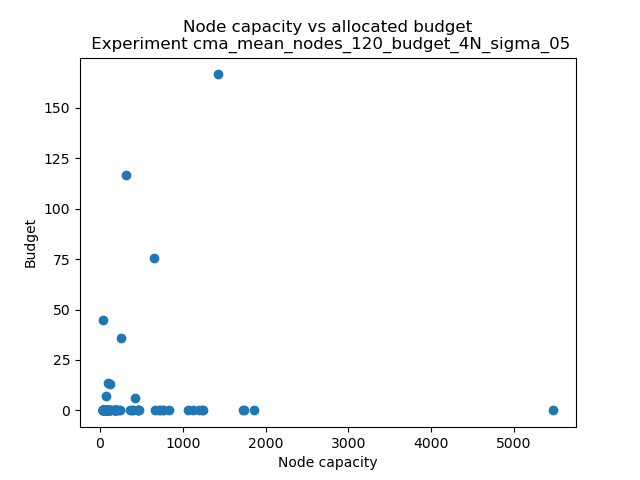 Node capacity vs allocated budget
Experiment cma_mean_nodes_120_budget_4N_sigma_05
150
125
100
75
50
25
0
Budget
0 1000 2000 3000 4000 5000
Node capacity